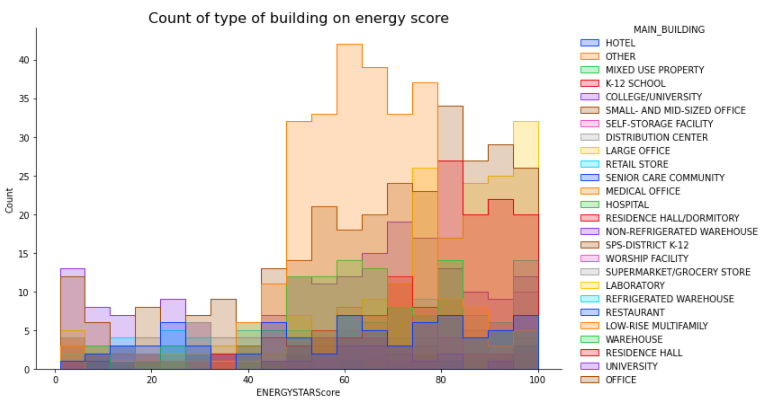 Count of type of building on energy score
MAIN_BUILDING
HOTEL
OTHER
MIXED USE PROPERTY
K-12 SCHOOL
COLLEGE/UNIVERSITY
SMALL- AND MID-SIZED OFFICE
SELF-STORAGE FACILITY
DISTRIBUTION CENTER
LARGE OFFICE
RETAIL STORE
SENIOR CARE COMMUNITY
MEDICAL OFFICE
HOSPITAL
RESIDENCE HALL/DORMITORY
NON-REFRIGERATED WAREHOUSE
SPS-DISTRICT K-12
WORSHIP FACILITY
SUPERMARKET/GROCERY STORE
LABORATORY
REFRIGERATED WAREHOUSE
RESTAURANT
LOW-RISE MULTIFAMILY
WAREHOUSE
RESIDENCE HALL
UNIVERSITY
OFFICE
40
35
30
25
20
15
10
5
0
Count
0 20 40 60 80 100
ENERGYSTARScore